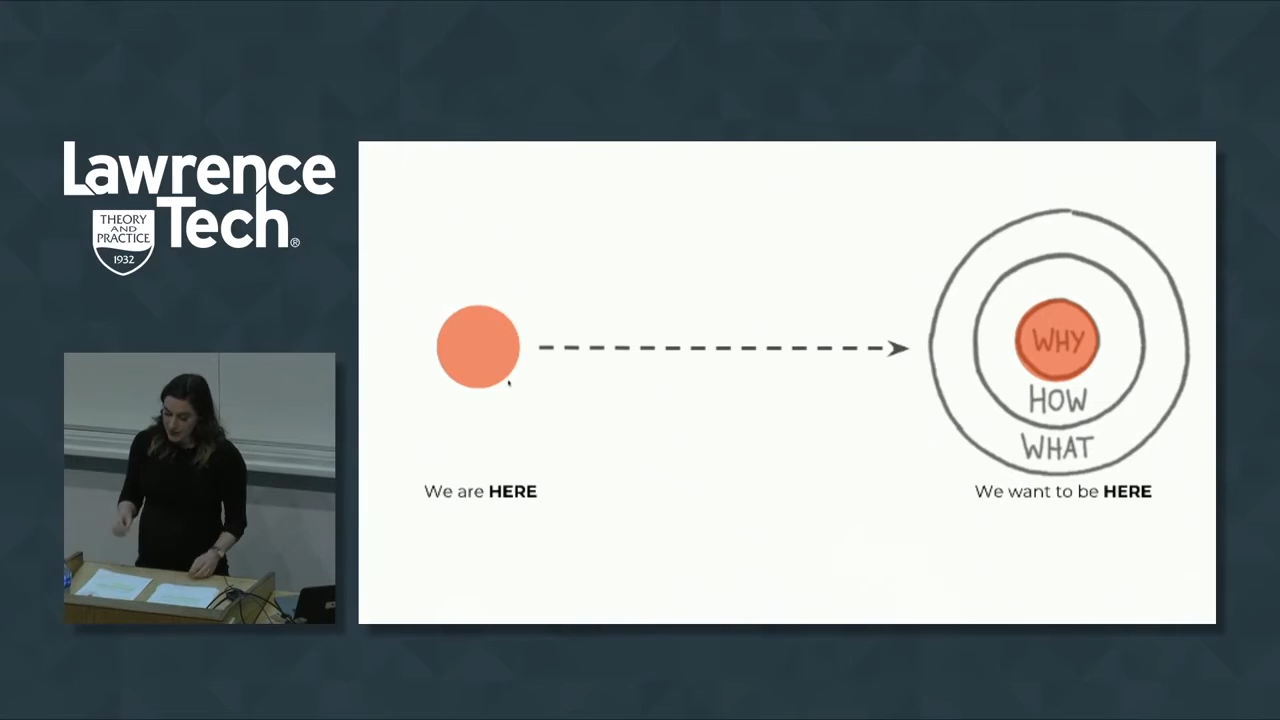 Lawrence
Tech®
THEORY
AND
PRACTICE
1932
WHY
HOW
WHAT
We are HERE
We want to be HERE